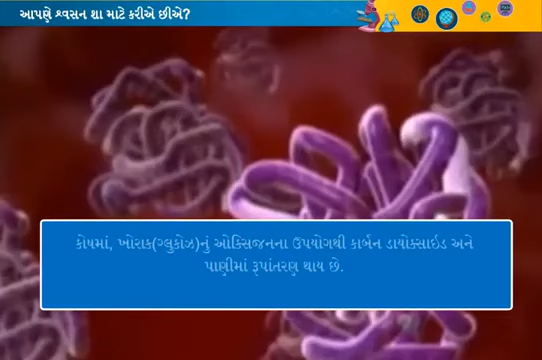 આપણે શ્વસન શા માટે કરીએ છીએ?
કોષમાં, ખોરાક(ગ્લુકોઝ)નું ઓક્સિજનના ઉપયોગથી કાર્બન ડાયોક્સાઇડ અને
પાણીમાં રૂપાંતરણ થાય છે.